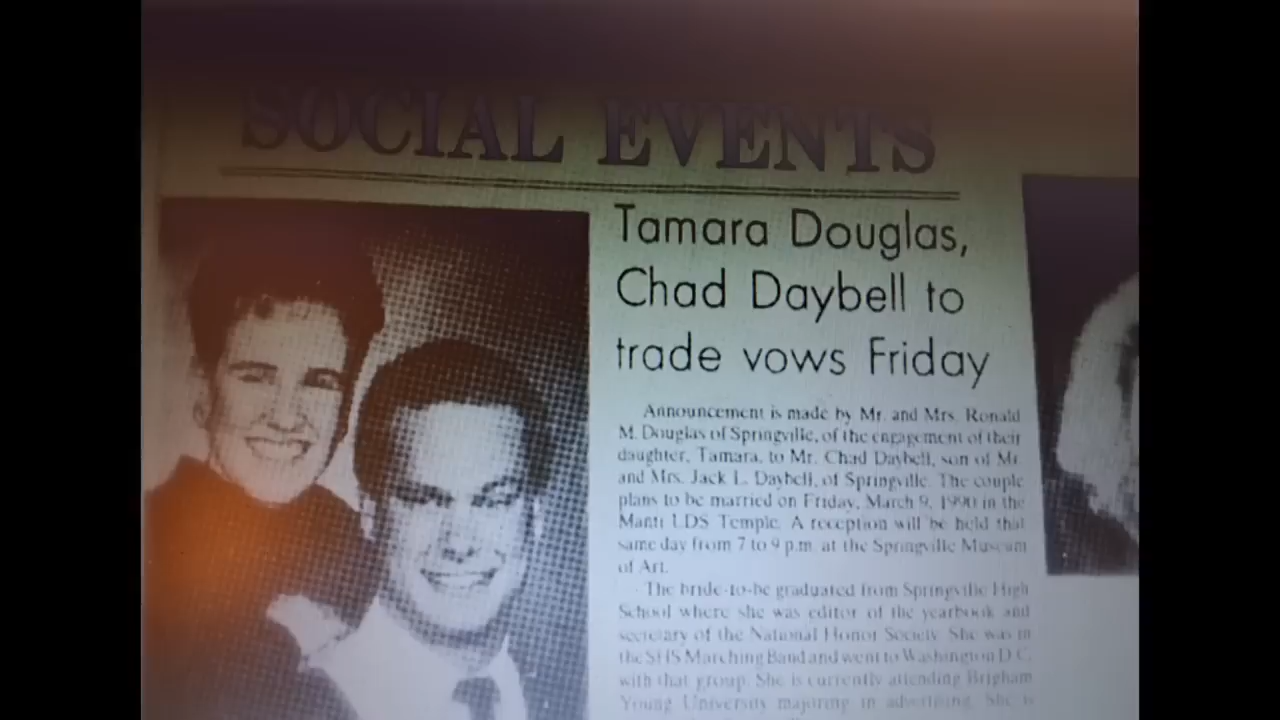 SOCIAL EVENTS
Tamara Douglas,
Chad Daybell to
trade vows Friday
Announcement is made by Mr. and Mrs. Ronald
M. Douglas of Springville, of the engagement of their
daughter, Tamara, to Mr. Chad Daybell, son of Mr.
and Mrs. Jack L. Daybell, of Springville. The couple
plans to be married on Friday, March 9, 1990 in the
Manti LDS Temple. A reception will be held that
same day from 7 to 9 p.m. at the Springville Museum
of Art.
The bride-to-be graduated from Springville High
School where she was editor of the yearbook and
secretary of the National Honor Society. She was in
the SHS Marching Band and went to Washington D.C.
with that group. She is currently attending Brigham
Young University majoring in advertising. She is